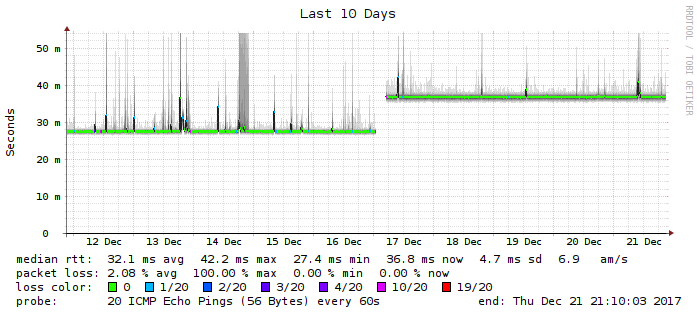 Last 10 Days
RRDTOOL / TOBI OETIKER
Seconds
50 m
40 m
30 m
20 m
10 m
0
12 Dec 13 Dec 14 Dec 15 Dec 16 Dec 17 Dec 18 Dec 19 Dec 20 Dec 21 Dec
median rtt: 32.1 ms avg 42.2 ms max 27.4 ms min 36.8 ms now 4.7 ms sd 6.9 am/s
packet loss: 2.08 % avg 100.00 % max 0.00 % min 0.00 % now
loss color: 0 1/20 2/20 3/20 4/20 10/20 19/20
probe: 20 ICMP Echo Pings (56 Bytes) every 60s end: Thu Dec 21 21:10:03 2017